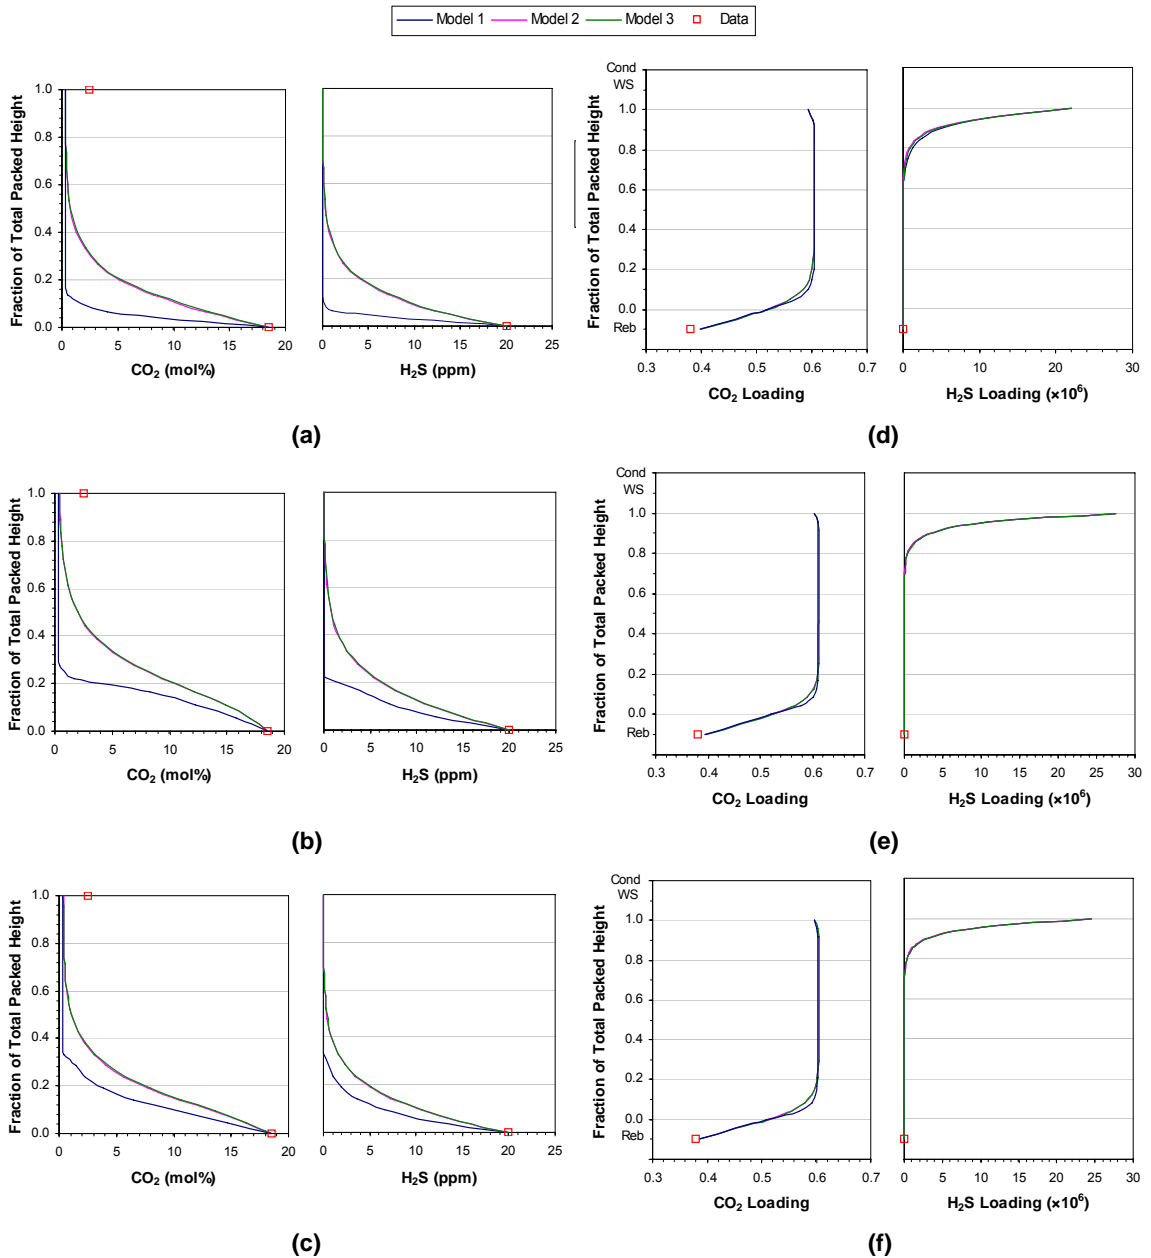 Model 1 Model 2 Model 3 Data
Fraction of Total Packed Height
1.0
0.8
0.6
0.4
0.2
0.0
0 5 10 15 20
CO₂ (mol%)
0 5 10 15 20 25
H₂S (ppm)
(a)
Fraction of Total Packed Height
Cond
WS
1.0
0.8
0.6
0.4
0.2
0.0
Reb
0.3 0.4 0.5 0.6 0.7
CO₂ Loading
0 10 20 30
H₂S Loading (×10⁶)
(d)
Fraction of Total Packed Height
1.0
0.8
0.6
0.4
0.2
0.0
0 5 10 15 20
CO₂ (mol%)
0 5 10 15 20 25
H₂S (ppm)
(b)
Fraction of Total Packed Height
Cond
WS
1.0
0.8
0.6
0.4
0.2
0.0
Reb
0.3 0.4 0.5 0.6 0.7
CO₂ Loading
0 5 10 15 20 25 30
H₂S Loading (×10⁶)
(e)
Fraction of Total Packed Height
1.0
0.8
0.6
0.4
0.2
0.0
0 5 10 15 20
CO₂ (mol%)
0 5 10 15 20 25
H₂S (ppm)
(c)
Fraction of Total Packed Height
Cond
WS
1.0
0.8
0.6
0.4
0.2
0.0
Reb
0.3 0.4 0.5 0.6 0.7
CO₂ Loading
0 5 10 15 20 25 30
H₂S Loading (×10⁶)
(f)